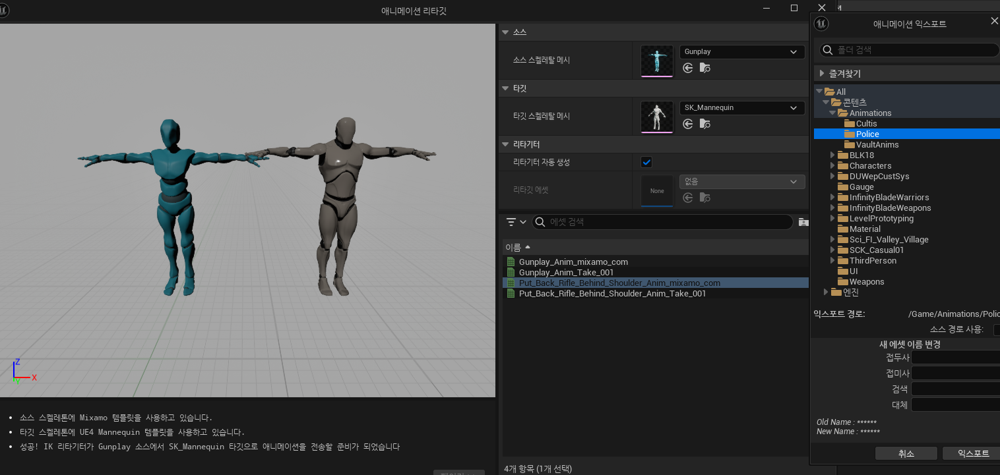 애니메이션 리타깃
소스
소스 스켈레탈 메시
Gunplay
타깃
타깃 스켈레탈 메시
SK_Mannequin
리타기터
리타기터 자동 생성
리타깃 에셋
None
없음
에셋 검색
이름
Gunplay_Anim_mixamo_com
Gunplay_Anim_Take_001
Put_Back_Rifle_Behind_Shoulder_Anim_mixamo_com
Put_Back_Rifle_Behind_Shoulder_Anim_Take_001
4개 항목 (1개 선택)
Z
X
Y
소스 스켈레톤에 Mixamo 템플릿을 사용하고 있습니다.
타깃 스켈레톤에 UE4 Mannequin 템플릿을 사용하고 있습니다.
성공! IK 리타기터가 Gunplay 소스에서 SK_Mannequin 타깃으로 애니메이션을 전송할 준비가 되었습니다
애니메이션 익스포트
폴더 검색
즐겨찾기
All
콘텐츠
Animations
Cultis
Police
VaultAnims
BLK18
Characters
DUWepCustSys
Gauge
InfinityBladeWarriors
InfinityBladeWeapons
LevelPrototyping
Material
Sci_FI_Valley_Village
SCK_Casual01
ThirdPerson
UI
Weapons
엔진
익스포트 경로: /Game/Animations/Polic
소스 경로 사용:
새 에셋 이름 변경
접두사
접미사
검색
대체
Old Name : ******
New Name : ******
취소 익스포트